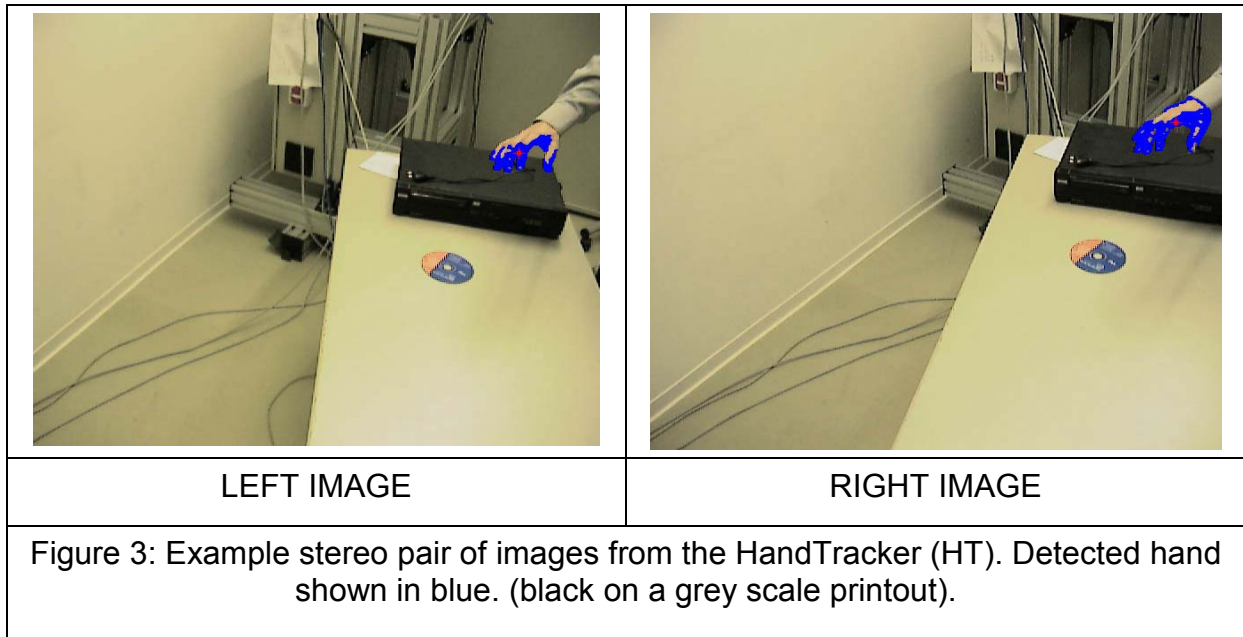 LEFT IMAGE
RIGHT IMAGE
Figure 3: Example stereo pair of images from the HandTracker (HT). Detected hand
shown in blue. (black on a grey scale printout).